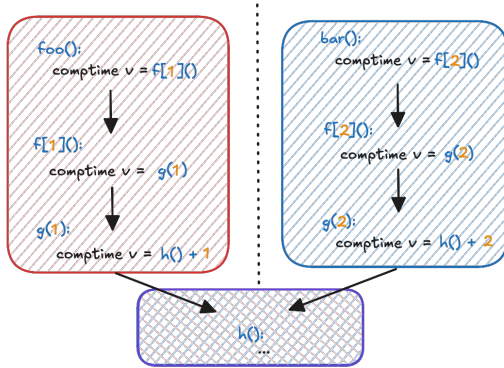 foo():
comptime v = f[1]()
f[1]():
comptime v = g(1)
g(1):
comptime v = h() + 1
bar():
comptime v = f[2]()
f[2]():
comptime v = g(2)
g(2):
comptime v = h() + 2
h():
...